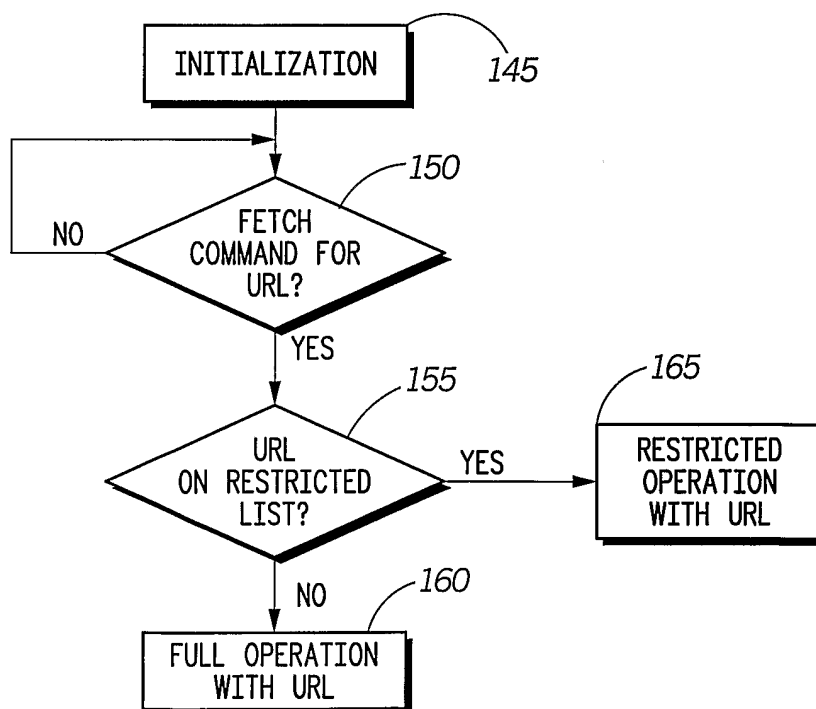 INITIALIZATION
145
150
FETCH
COMMAND FOR
URL?
NO
YES
155
165
URL
ON RESTRICTED
LIST?
YES
RESTRICTED
OPERATION
WITH URL
NO
160
FULL OPERATION
WITH URL